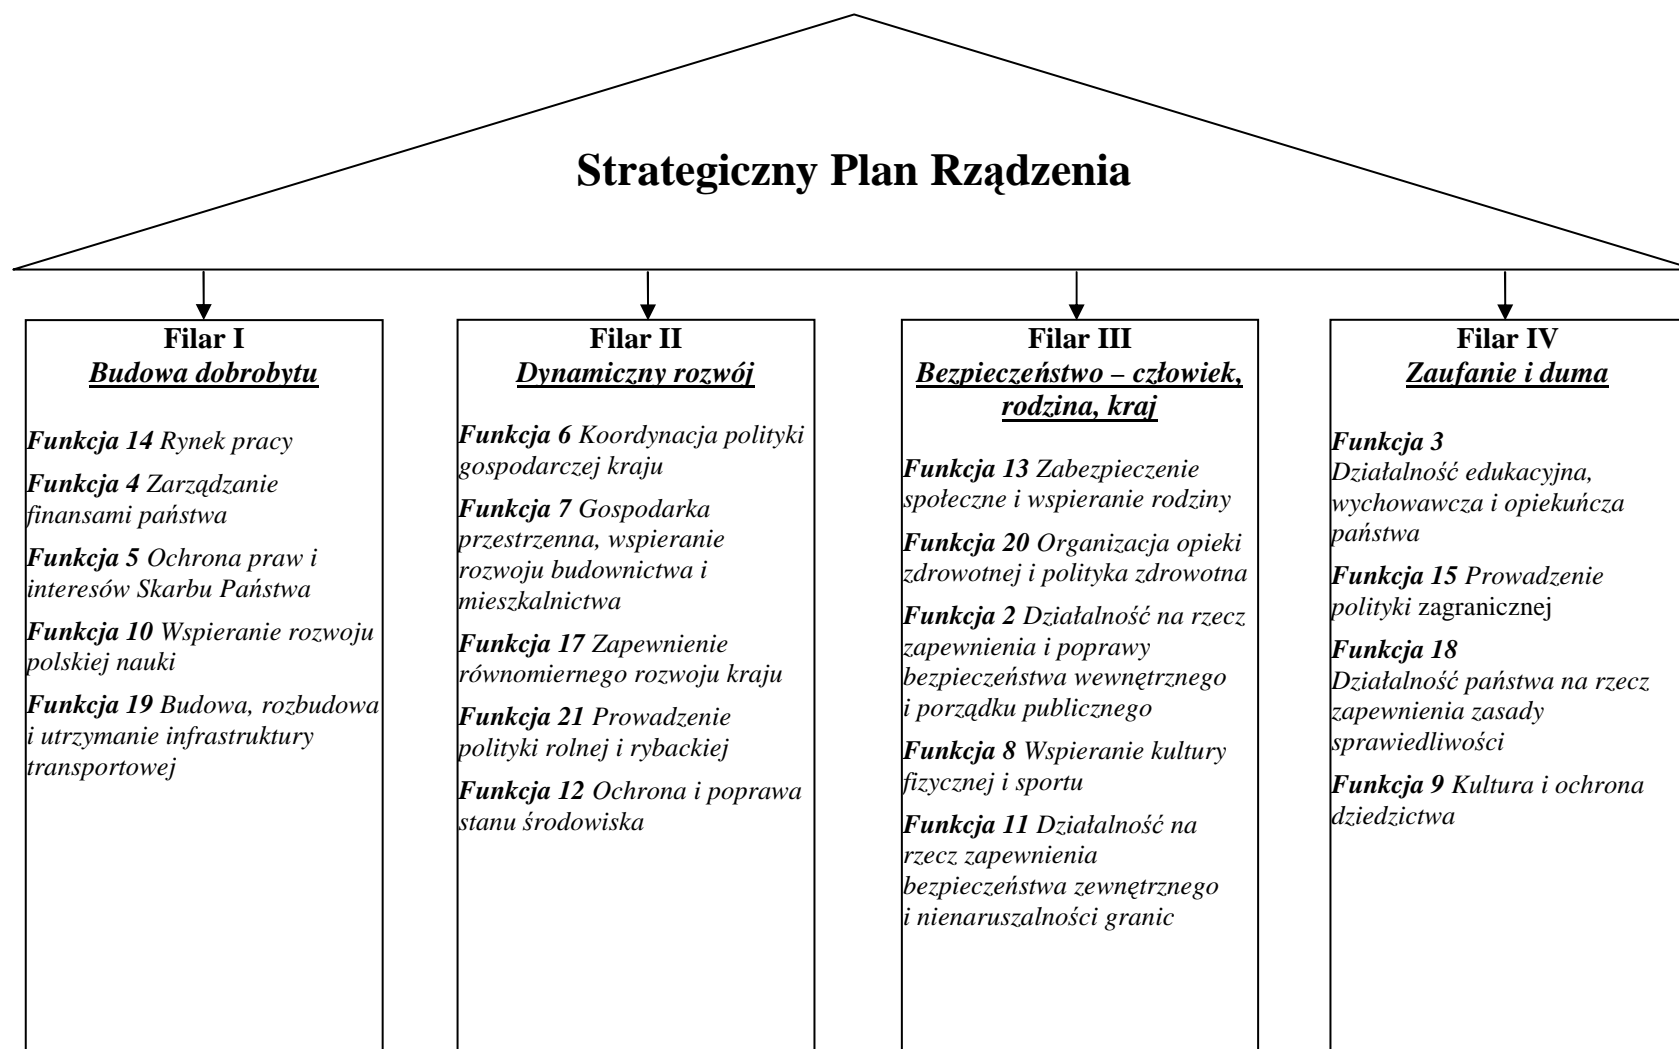 Strategiczny Plan Rządzenia
Filar I
Budowa dobrobytu
Funkcja 14 Rynek pracy
Funkcja 4 Zarządzanie
finansami państwa
Funkcja 5 Ochrona praw i
interesów Skarbu Państwa
Funkcja 10 Wspieranie rozwoju
polskiej nauki
Funkcja 19 Budowa, rozbudowa
i utrzymanie infrastruktury
transportowej
Filar II
Dynamiczny rozwój
Funkcja 6 Koordynacja polityki
gospodarczej kraju
Funkcja 7 Gospodarka
przestrzenna, wspieranie
rozwoju budownictwa i
mieszkalnictwa
Funkcja 17 Zapewnienie
równomiernego rozwoju kraju
Funkcja 21 Prowadzenie
polityki rolnej i rybackiej
Funkcja 12 Ochrona i poprawa
stanu środowiska
Filar III
Bezpieczeństwo – człowiek,
rodzina, kraj
Funkcja 13 Zabezpieczenie
społeczne i wspieranie rodziny
Funkcja 20 Organizacja opieki
zdrowotnej i polityka zdrowotna
Funkcja 2 Działalność na rzecz
zapewnienia i poprawy
bezpieczeństwa wewnętrznego
i porządku publicznego
Funkcja 8 Wspieranie kultury
fizycznej i sportu
Funkcja 11 Działalność na
rzecz zapewnienia
bezpieczeństwa zewnętrznego
i nienaruszalności granic
Filar IV
Zaufanie i duma
Funkcja 3
Działalność edukacyjna,
wychowawcza i opiekuńcza
państwa
Funkcja 15 Prowadzenie
polityki zagranicznej
Funkcja 18
Działalność państwa na rzecz
zapewnienia zasady
sprawiedliwości
Funkcja 9 Kultura i ochrona
dziedzictwa